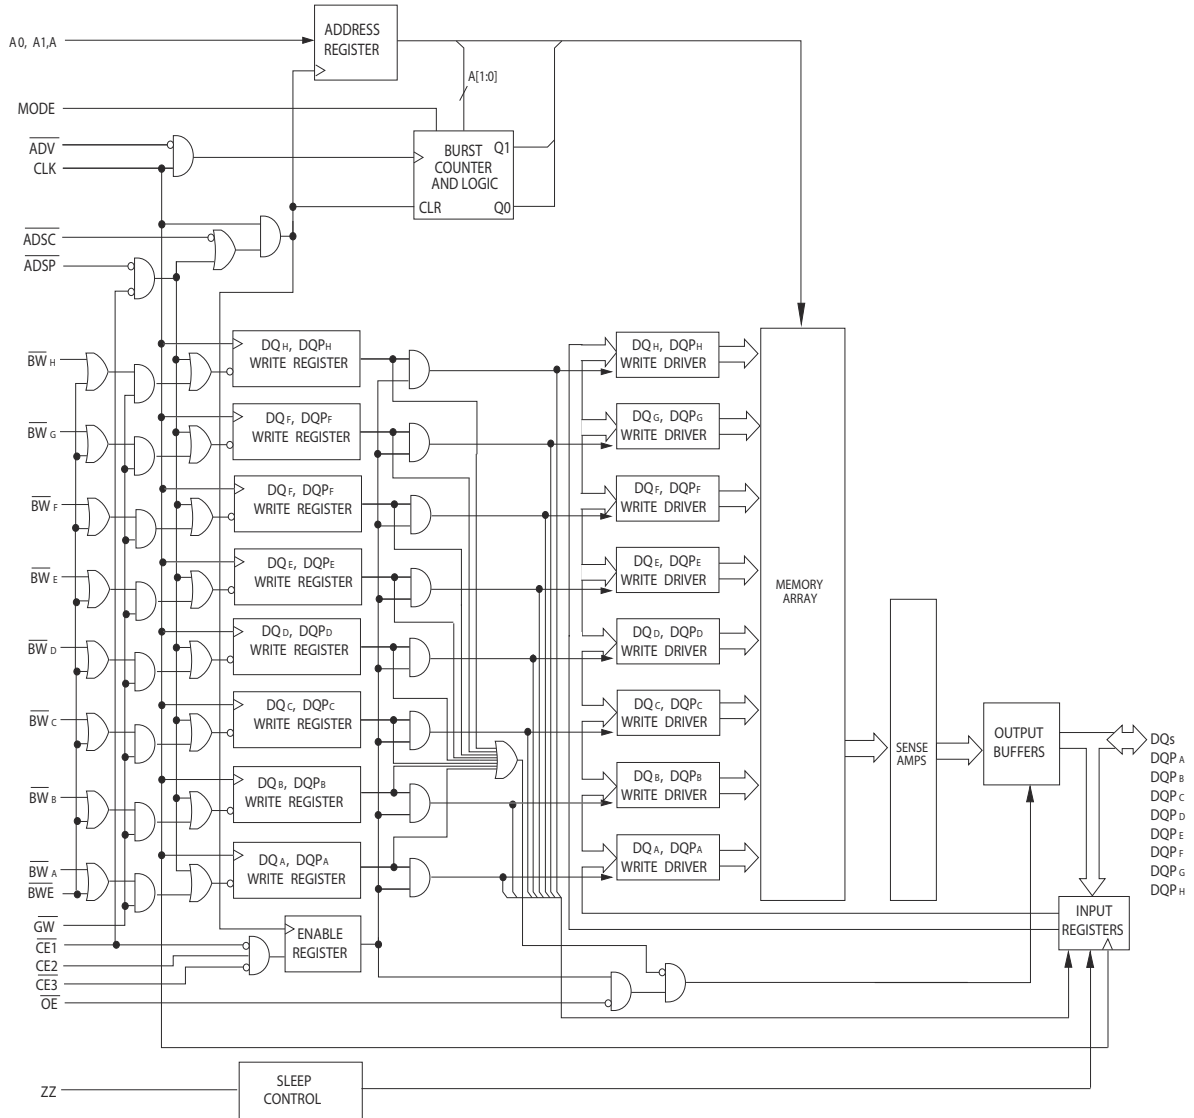 ADDRESS
REGISTER
A0, A1,A
A[1:0]
MODE
ADV
CLK
BURST
COUNTER
AND LOGIC
Q1
CLR
Q0
ADSC
ADSP
BW H
DQ H, DQP H
WRITE REGISTER
DQ H, DQP H
WRITE DRIVER
BW G
DQ F, DQP F
WRITE REGISTER
DQ G, DQP G
WRITE DRIVER
BW F
DQ F, DQP F
WRITE REGISTER
DQ F, DQP F
WRITE DRIVER
BW E
DQ E, DQP E
WRITE REGISTER
DQ E, DQP E
WRITE DRIVER
MEMORY
ARRAY
BW D
DQ D, DQP D
WRITE REGISTER
DQ D, DQP D
WRITE DRIVER
BW C
DQ C, DQP C
WRITE REGISTER
DQ C, DQP C
WRITE DRIVER
SENSE
AMPS
OUTPUT
BUFFERS
DQs
DQP A
DQP B
DQP C
DQP D
DQP E
DQP F
DQP G
DQP H
BW B
DQ B, DQP B
WRITE REGISTER
DQ B, DQP B
WRITE DRIVER
BW A
BWE
DQ A, DQP A
WRITE REGISTER
DQ A, DQP A
WRITE DRIVER
GW
CE1
CE2
CE3
OE
ENABLE
REGISTER
INPUT
REGISTERS
ZZ
SLEEP
CONTROL